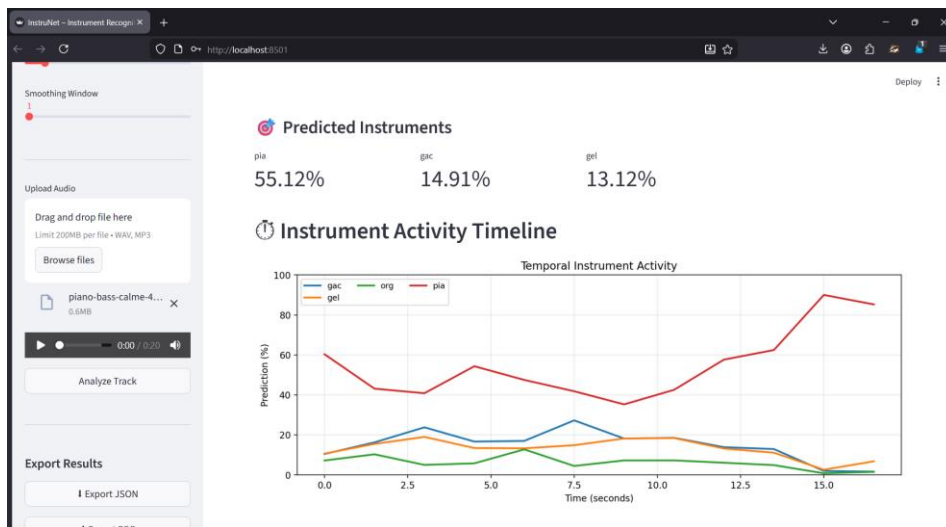 InstruNet – Instrument Recogni
http://localhost:8501
Deploy
Smoothing Window
1
Upload Audio
Drag and drop file here
Limit 200MB per file • WAV, MP3
Browse files
piano-bass-calme-4...
0.6MB
0:00 / 0:20
Analyze Track
Export Results
Export JSON
Predicted Instruments
pia
55.12%
gac
14.91%
gel
13.12%
Instrument Activity Timeline
Temporal Instrument Activity
gac
org
pia
gel
Prediction (%)
100
80
60
40
20
0
0.0 2.5 5.0 7.5 10.0 12.5 15.0
Time (seconds)